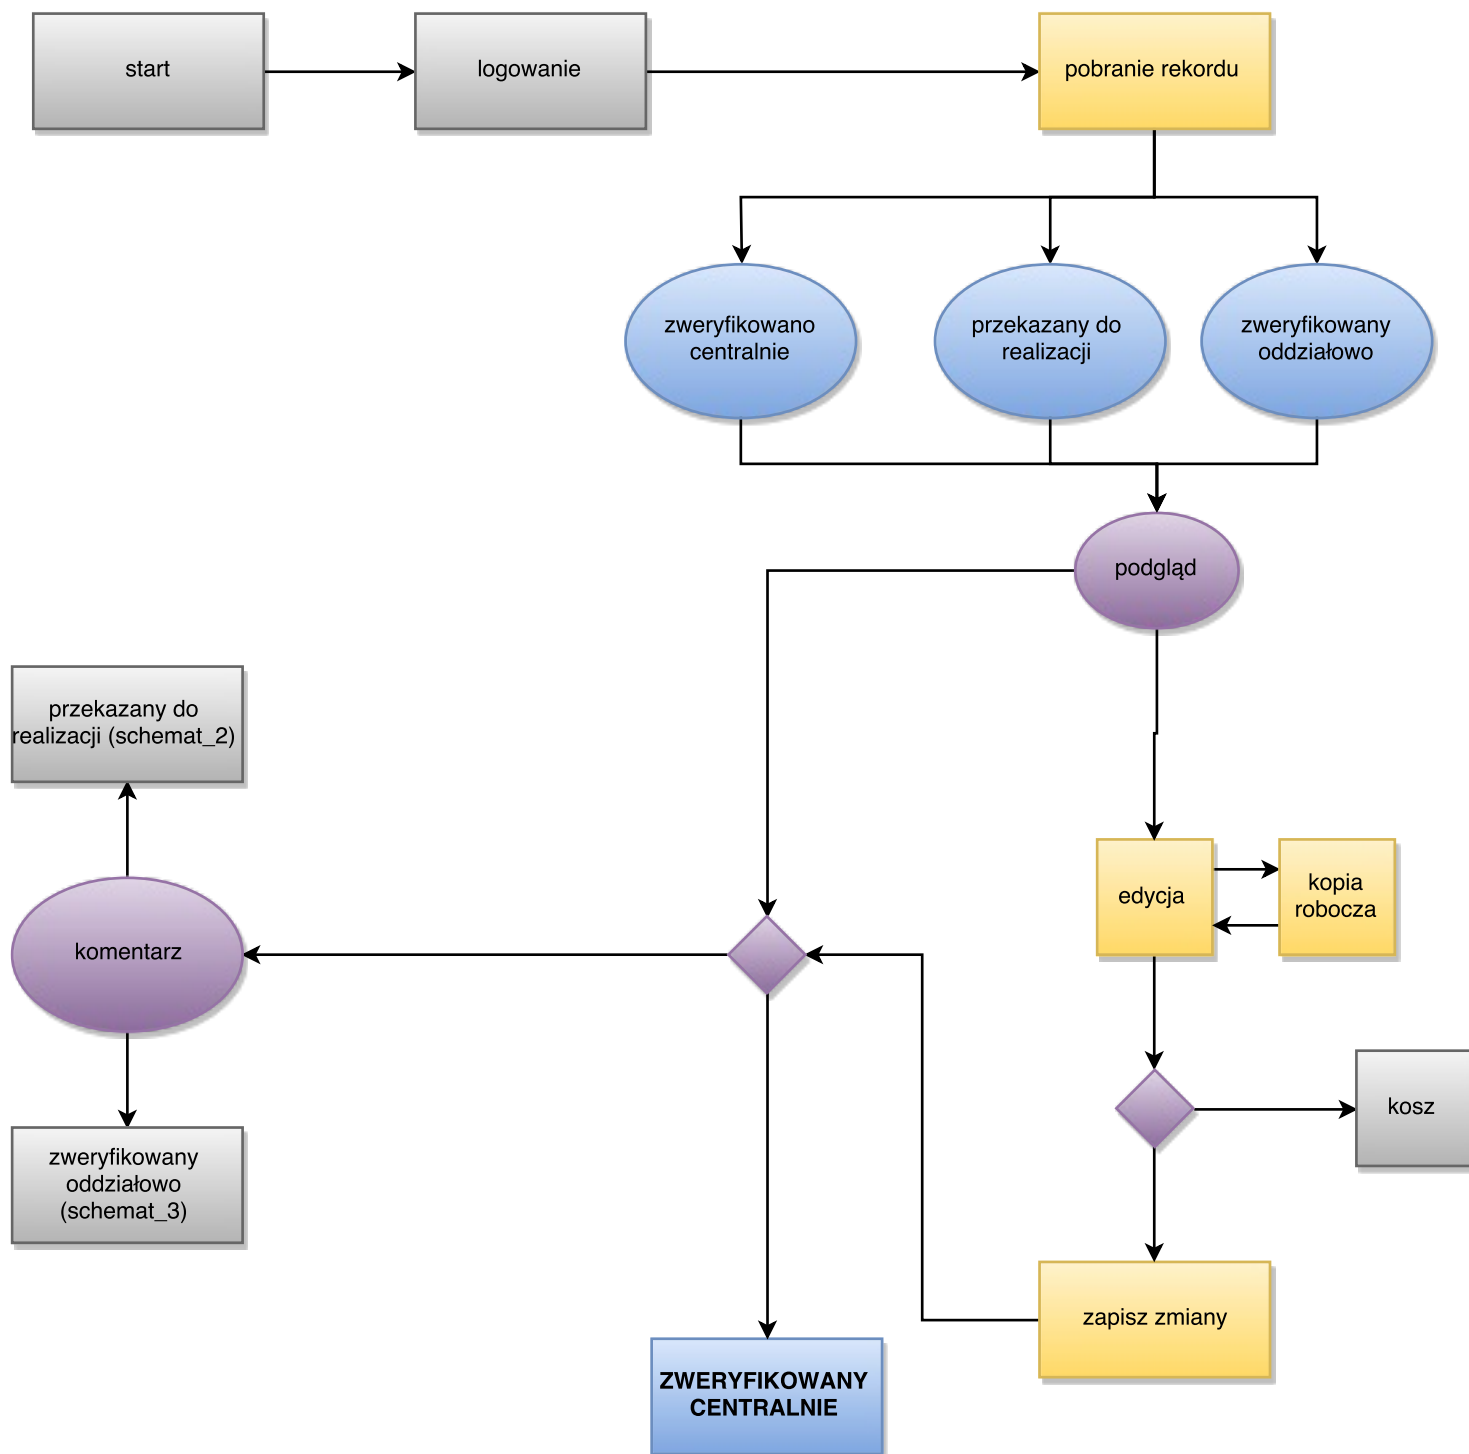 start
logowanie
pobranie rekordu
zweryfikowano
centralnie
przekazany do
realizacji
zweryfikowany
oddziałowo
podgląd
przekazany do
realizacji (schemat_2)
edycja
kopia
robocza
komentarz
kosz
zweryfikowany
oddziałowo
(schemat_3)
zapisz zmiany
ZWERYFIKOWANY
CENTRALNIE